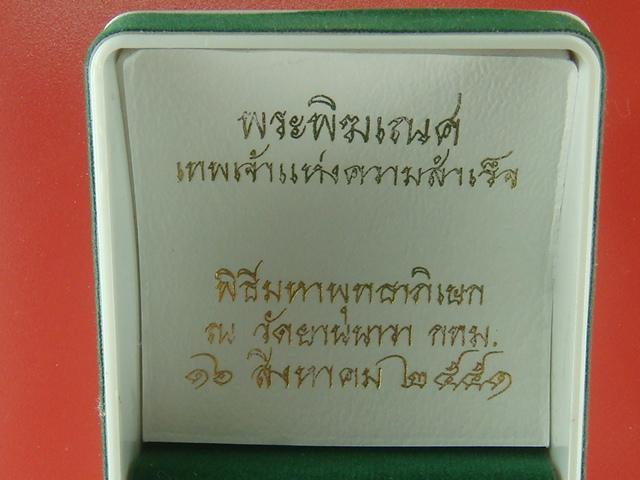 พระพิฆเณศ
เทพเจ้าแห่งความสำเร็จ
พิธีมหาพุทธาภิเษก
ณ วัดยานนาวา กทม.
๑๖ สิงหาคม ๒๕๕๑